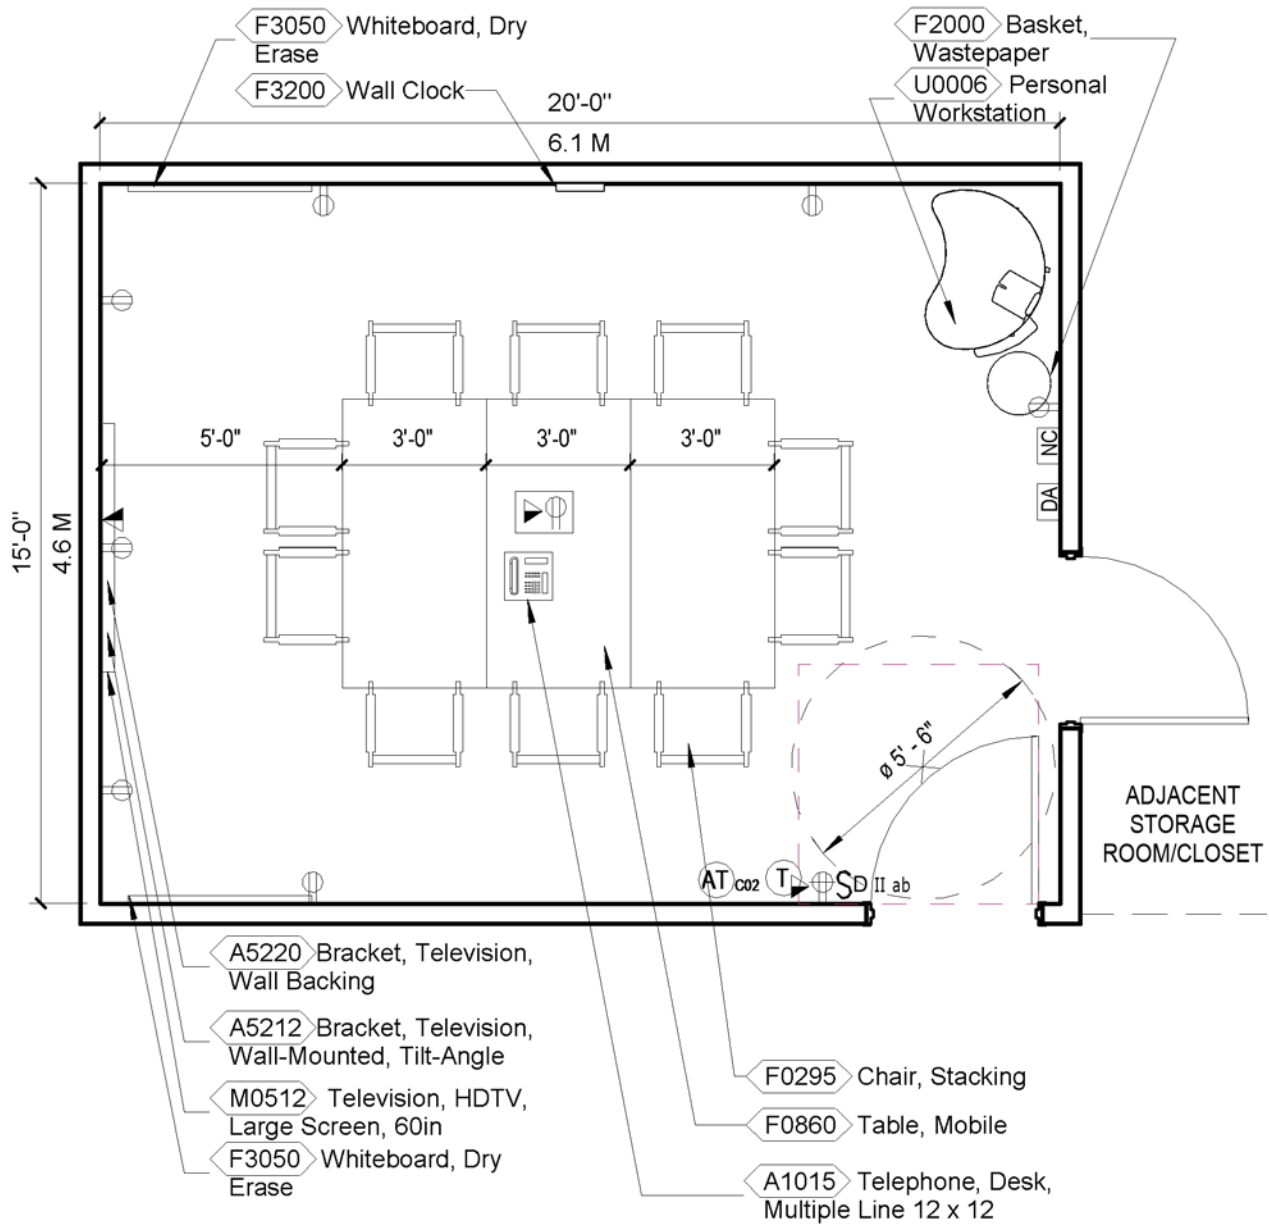 F3050 Whiteboard, Dry
Erase
F3200 Wall Clock
F2000 Basket,
Wastepaper
U0006 Personal
Workstation
20'-0"
6.1 M
15'-0"
4.6 M
5'-0"
3'-0"
3'-0"
3'-0"
NC
DA
ø 5' - 6"
ADJACENT
STORAGE
ROOM/CLOSET
AT CO2
T
SD II ab
A5220 Bracket, Television,
Wall Backing
A5212 Bracket, Television,
Wall-Mounted, Tilt-Angle
M0512 Television, HDTV,
Large Screen, 60in
F3050 Whiteboard, Dry
Erase
F0295 Chair, Stacking
F0860 Table, Mobile
A1015 Telephone, Desk,
Multiple Line 12 x 12